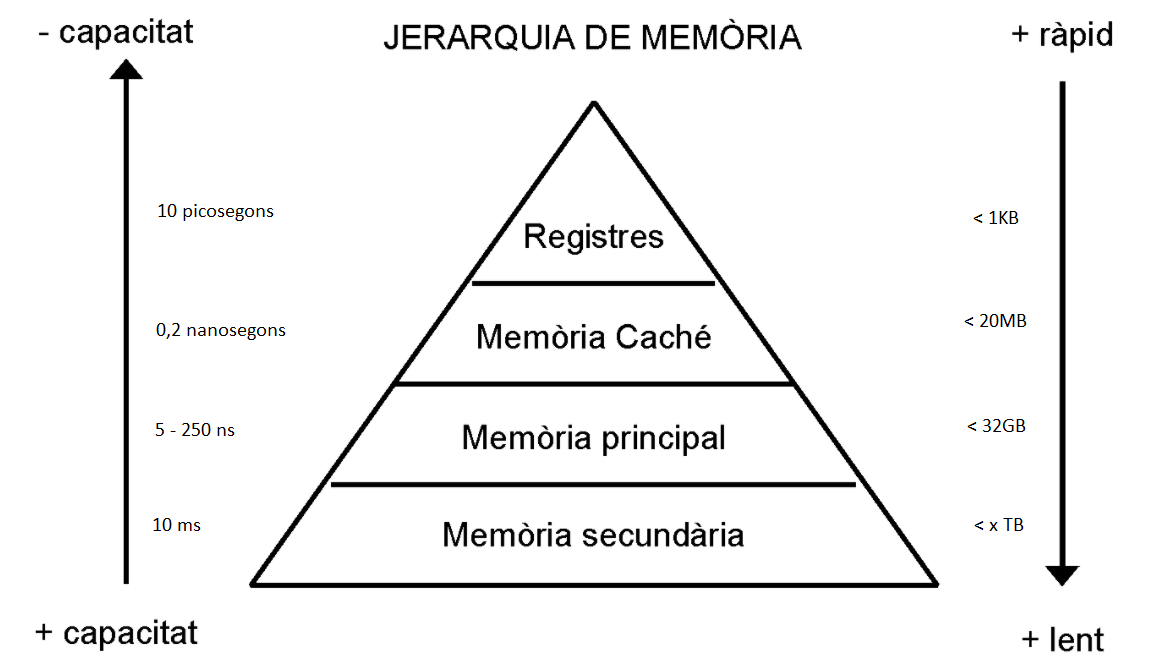 - capacitat
JERARQUIA DE MEMÒRIA
+ ràpid
10 picosegons
Registres
< 1KB
0,2 nanosegons
Memòria Caché
< 20MB
5 - 250 ns
Memòria principal
< 32GB
10 ms
Memòria secundària
< x TB
+ capacitat
+ lent